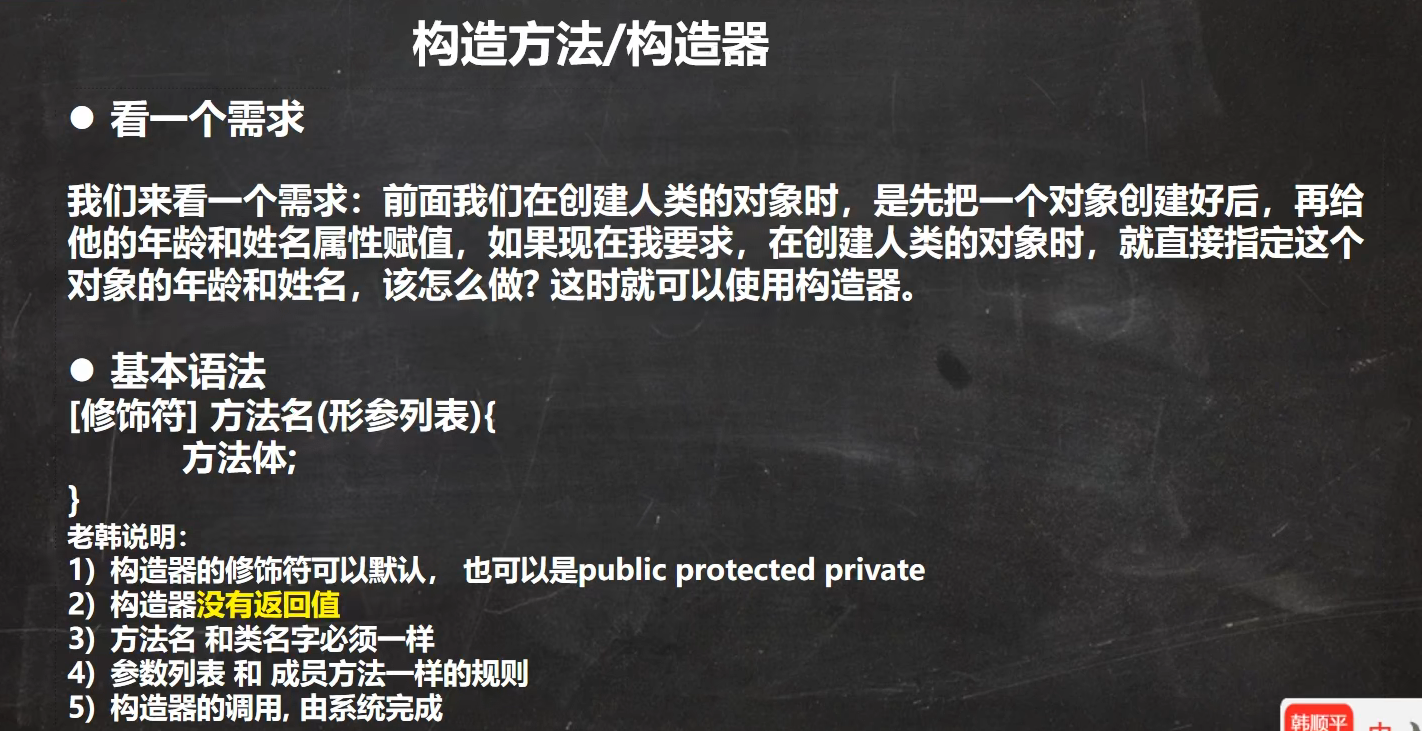 构造方法/构造器
● 看一个需求
我们来看一个需求：前面我们在创建人类的对象时，是先把一个对象创建好后，再给
他的年龄和姓名属性赋值，如果现在我要求，在创建人类的对象时，就直接指定这个
对象的年龄和姓名，该怎么做? 这时就可以使用构造器。
● 基本语法
[修饰符] 方法名(形参列表){
方法体;
}
老韩说明：
1) 构造器的修饰符可以默认， 也可以是public protected private
2) 构造器没有返回值
3) 方法名 和类名字必须一样
4) 参数列表 和 成员方法一样的规则
5) 构造器的调用, 由系统完成
韩顺平
中